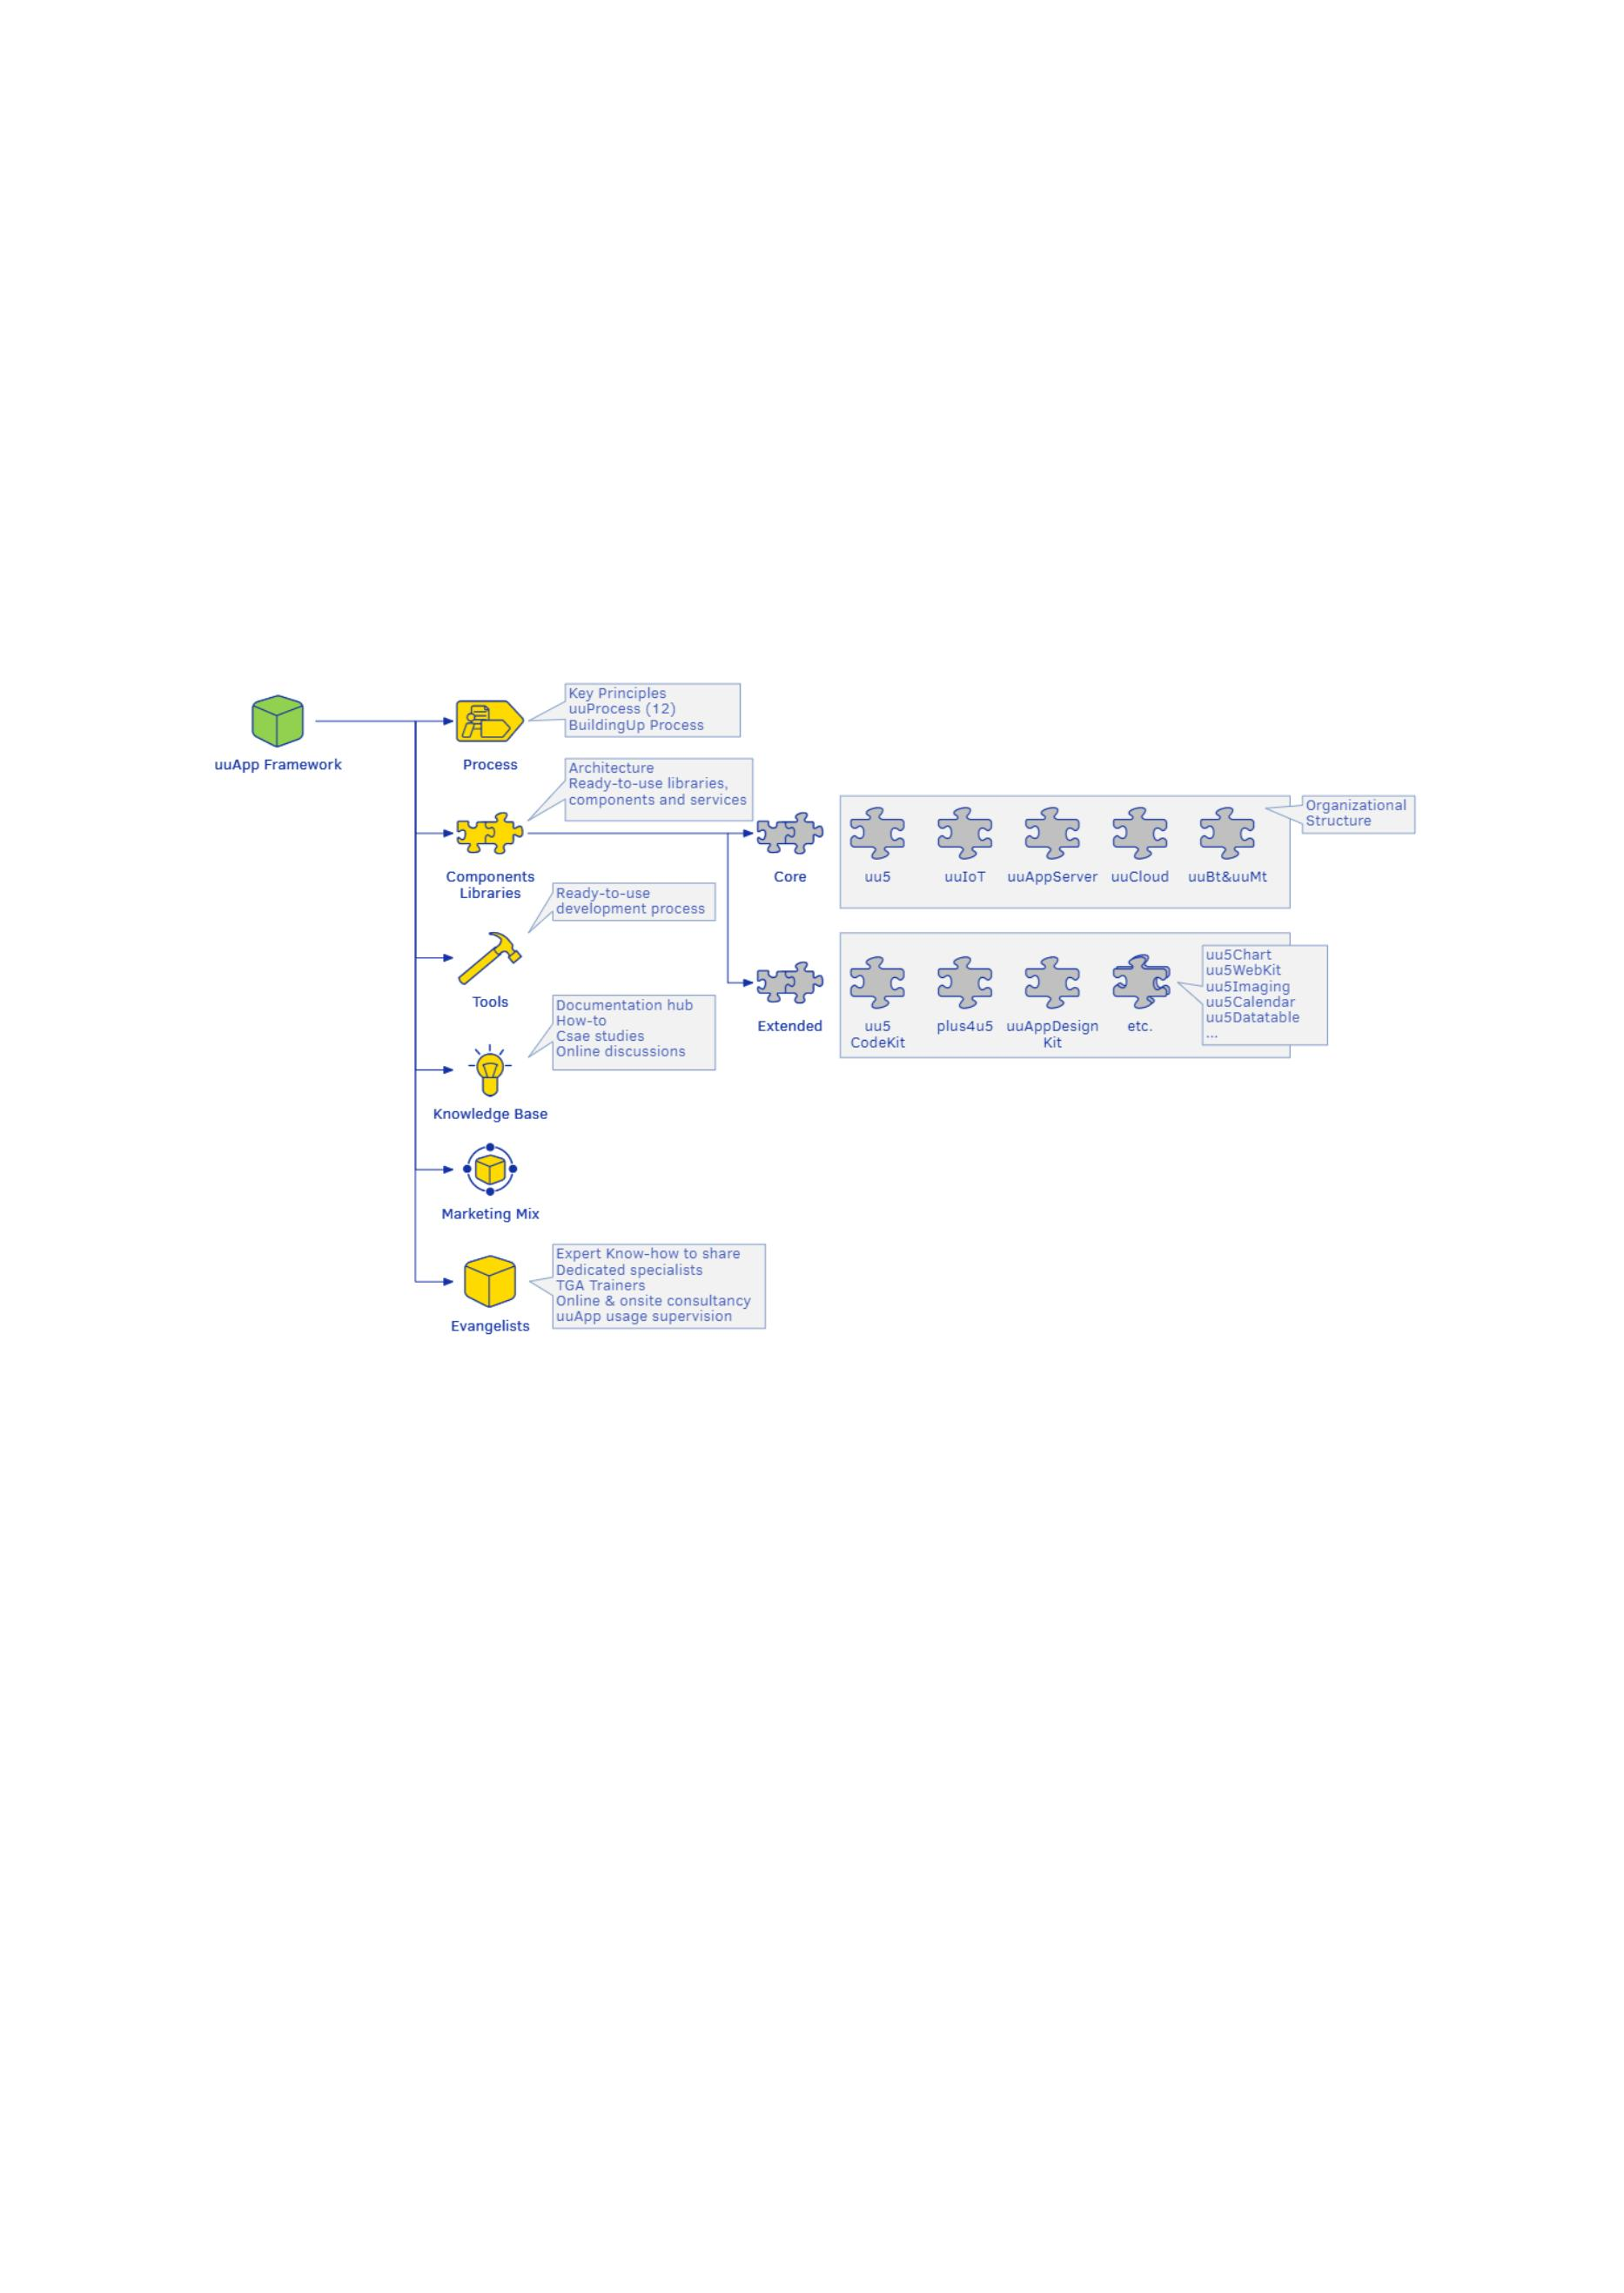 Key Principles
uuProcess (12)
BuildingUp Process
uuApp Framework
Process
Architecture
Ready-to-use libraries,
components and services
Components
Libraries
Core
uu5
uuIoT
uuAppServer
uuCloud
uuBt&uuMt
Organizational
Structure
Ready-to-use
development process
Tools
Extended
uu5
CodeKit
plus4u5
uuAppDesign
Kit
etc.
uu5Chart
uu5WebKit
uu5Imaging
uu5Calendar
uu5Datatable
...
Documentation hub
How-to
Csae studies
Online discussions
Knowledge Base
Marketing Mix
Expert Know-how to share
Dedicated specialists
TGA Trainers
Online & onsite consultancy
uuApp usage supervision
Evangelists